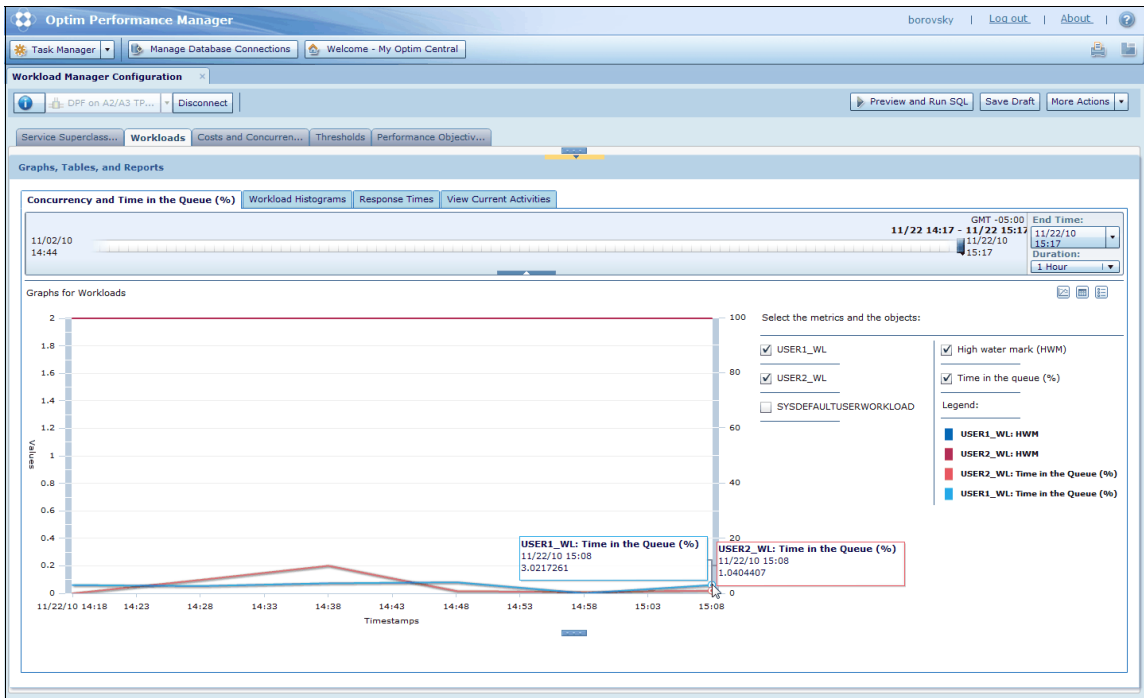 Optim Performance Manager
borovsky | Log out | About | ?
Task Manager
Manage Database Connections
Welcome - My Optim Central
Workload Manager Configuration ×
i
DPF on A2/A3 TP...
Disconnect
Preview and Run SQL
Save Draft
More Actions
Service Superclass...
Workloads
Costs and Concurren...
Thresholds
Performance Objectiv...
Graphs, Tables, and Reports
Concurrency and Time in the Queue (%)
Workload Histograms
Response Times
View Current Activities
GMT -05:00
11/22 14:17 - 11/22 15:17
11/02/10
14:44
11/22/10
15:17
End Time:
11/22/10
15:17
Duration:
1 Hour
Graphs for Workloads
2
1.8
1.6
1.4
1.2
1
0.8
0.6
0.4
0.2
0
Values
100
80
60
40
20
0
USER1_WL: Time in the Queue (%)
11/22/10 15:08
3.0217261
USER2_WL: Time in the Queue (%)
11/22/10 15:08
1.0404407
11/22/10 14:18 14:23 14:28 14:33 14:38 14:43 14:48 14:53 14:58 15:03 15:08
Timestamps
Select the metrics and the objects:
USER1_WL
USER2_WL
SYSDEFAULTUSERWORKLOAD
High water mark (HWM)
Time in the queue (%)
Legend:
USER1_WL: HWM
USER2_WL: HWM
USER2_WL: Time in the Queue (%)
USER1_WL: Time in the Queue (%)